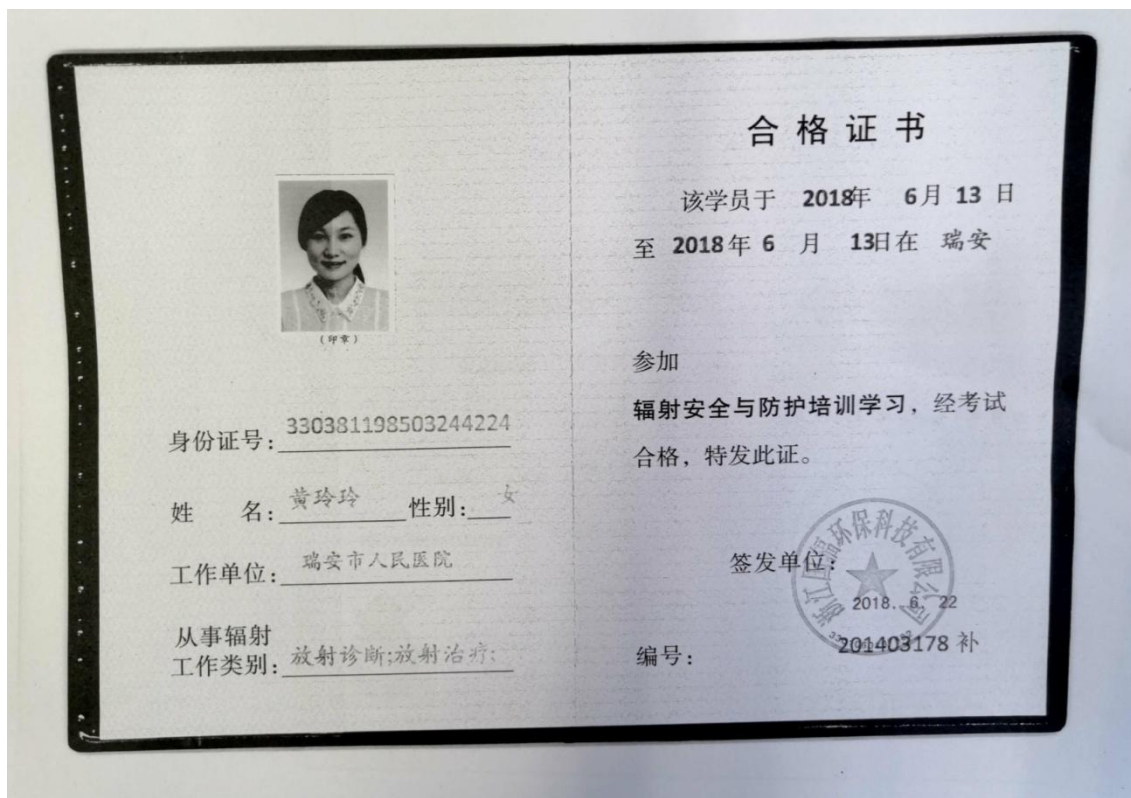 (印章)
身份证号:330381198503244224
姓 名:黄玲玲 性别:女
工作单位:瑞安市人民医院
从事辐射
工作类别:放射诊断;放射治疗;
合格证书
该学员于 2018年 6月 13 日
至 2018年 6 月 13日在 瑞安
参加
辐射安全与防护培训学习,经考试
合格,特发此证。
签发单位:
2018. 6. 22
编号: 201403178 补